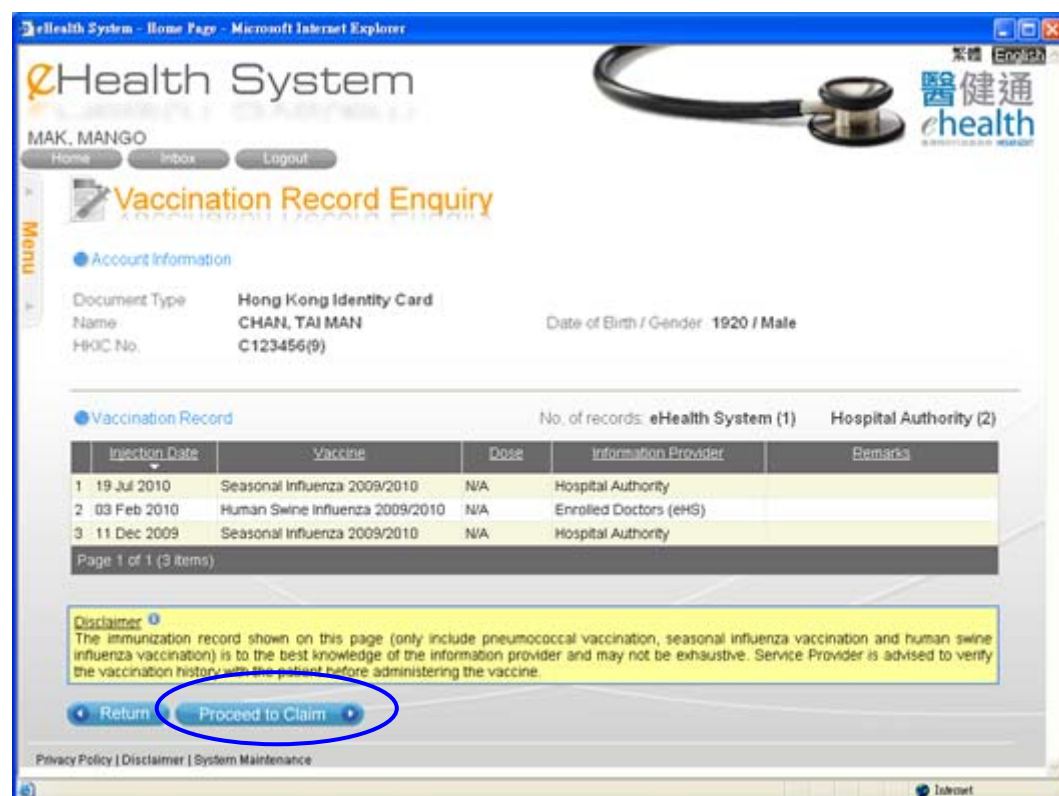 eHealth System - Home Page - Microsoft Internet Explorer
繁體 English
eHealth System
醫健通
ehealth
MAK, MANGO
Home Inbox Logout
Menu
Vaccination Record Enquiry
Account Information
Document Type Hong Kong Identity Card
Name CHAN, TAI MAN Date of Birth / Gender 1920 / Male
HKIC No. C123456(9)
Vaccination Record No. of records: eHealth System (1) Hospital Authority (2)
Injection Date Vaccine Dose Information Provider Remarks
1 19 Jul 2010 Seasonal Influenza 2009/2010 N/A Hospital Authority
2 03 Feb 2010 Human Swine Influenza 2009/2010 N/A Enrolled Doctors (eHS)
3 11 Dec 2009 Seasonal Influenza 2009/2010 N/A Hospital Authority
Page 1 of 1 (3 items)
Disclaimer
The immunization record shown on this page (only include pneumococcal vaccination, seasonal influenza vaccination and human swine
influenza vaccination) is to the best knowledge of the information provider and may not be exhaustive. Service Provider is advised to verify
the vaccination history with the patient before administering the vaccine.
Return Proceed to Claim
Privacy Policy | Disclaimer | System Maintenance
Internet